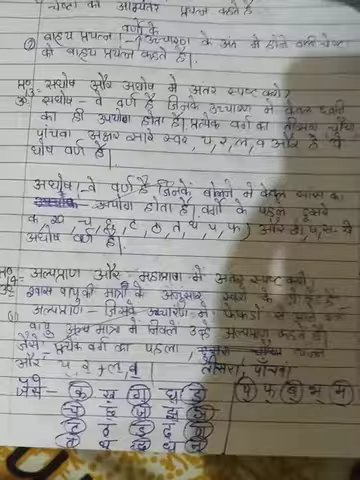 चेष्टा को आभ्यंतर प्रयत्न कहते हैं
वर्णों के
② बाह्य प्रयत्न :- उच्चारण के अंत में होने वाली चेष्टा
को बाह्य प्रयत्न कहते हैं।
प्र० सघोष और अघोष में अंतर स्पष्ट करो?
उ० सघोष - वे वर्ण हैं जिनके उच्चारण में केवल
का ही उपयोग होता है। प्रत्येक वर्ग का तीसरा, चौथा
पांचवा अक्षर सारे स्वर, य, र, ल, व और ह ये
घोष वर्ण हैं।
अघोष - वे वर्ण है जिनके बोलने में केवल श्वास का
उपयोग होता है। वर्गों के पहले दूसरे
क, ख, च, छ, ट, ठ, त, थ, प, फ) और श, ष, स - ये
अघोष वर्ण हैं।
प्र० अल्पप्राण और महाप्राण में अंतर स्पष्ट करो
उ० श्वास वायु की मात्रा के अनुसार
(i) अल्पप्राण - जिनके उच्चारण में फेफड़ों से
वायु अल्प मात्रा में निकले उन्हें अल्पप्राण कहते हैं।
जैसे: प्रत्येक वर्ग का पहला,
और य, र, ल, व। तीसरा, पाँचवा
जैसे - क ख ग घ ङ प फ ब भ म
च छ ज झ ञ
ट ठ ड ढ ण
त थ द ध न